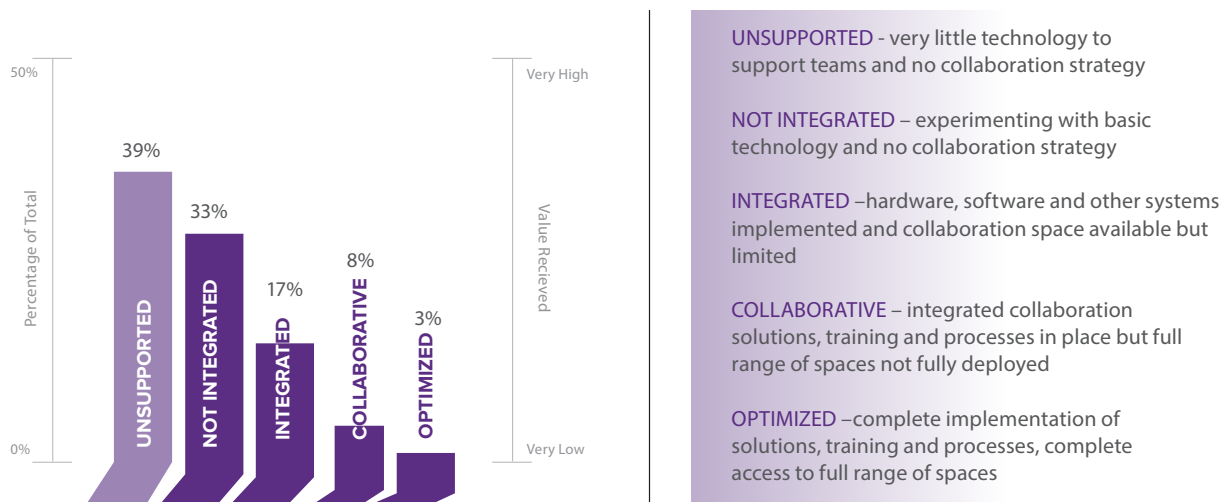 50%
Very High
39%
33%
17%
8%
3%
Percentage of Total
Value Recieved
UNSUPPORTED
NOT INTEGRATED
INTEGRATED
COLLABORATIVE
OPTIMIZED
0%
Very Low
UNSUPPORTED - very little technology to
support teams and no collaboration strategy
NOT INTEGRATED – experimenting with basic
technology and no collaboration strategy
INTEGRATED –hardware, software and other systems
implemented and collaboration space available but
limited
COLLABORATIVE – integrated collaboration
solutions, training and processes in place but full
range of spaces not fully deployed
OPTIMIZED –complete implementation of
solutions, training and processes, complete
access to full range of spaces